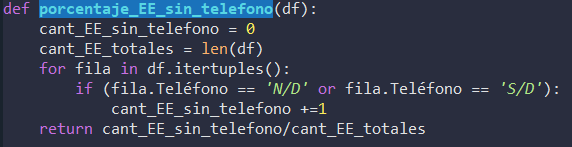 def porcentaje_EE_sin_telefono(df):
    cant_EE_sin_telefono = 0
    cant_EE_totales = len(df)
    for fila in df.itertuples():
        if (fila.Teléfono == 'N/D' or fila.Teléfono == 'S/D'):
            cant_EE_sin_telefono +=1
    return cant_EE_sin_telefono/cant_EE_totales